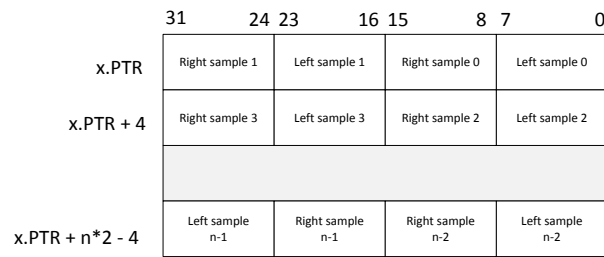 31 24 23 16 15 8 7 0
x.PTR Right sample 1 Left sample 1 Right sample 0 Left sample 0
x.PTR + 4 Right sample 3 Left sample 3 Right sample 2 Left sample 2
Left sample Right sample Right sample Left sample
x.PTR + n*2 - 4 n-1 n-1 n-2 n-2